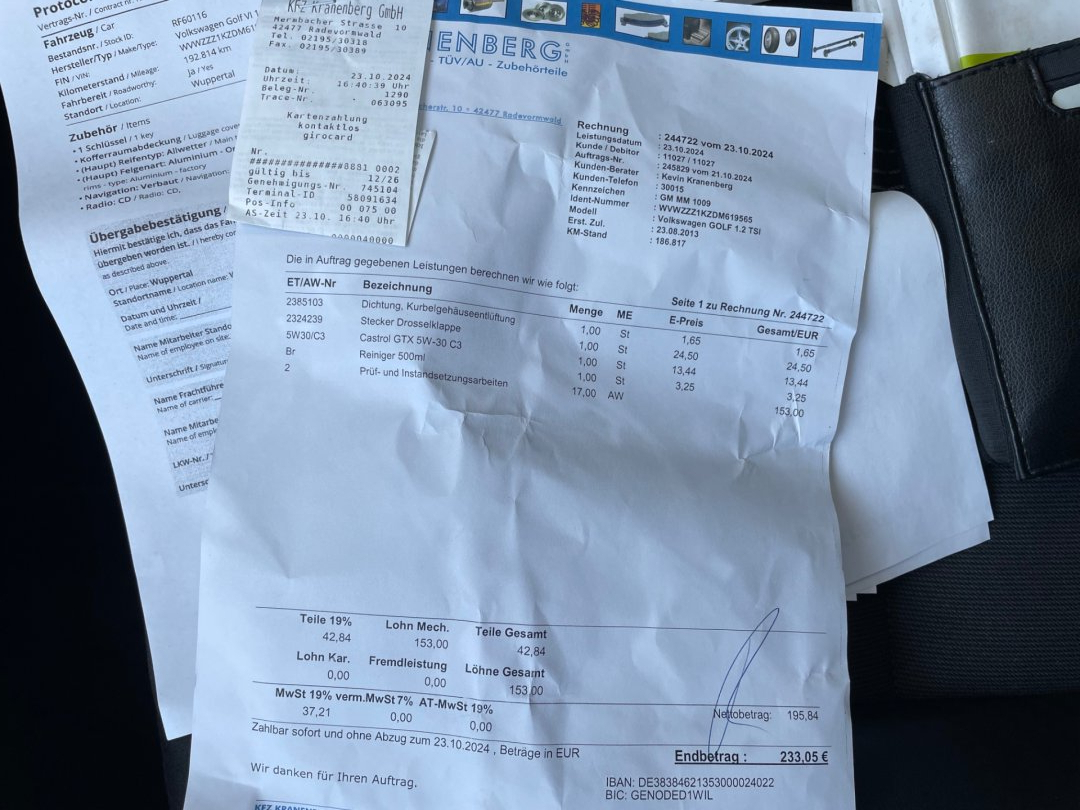 Protoc
Vertrags-Nr. / Contract nr.
Fahrzeug / Car
Bestandsnr. / Stock ID: RF60116
Hersteller/Typ / Make/Type: Volkswagen Golf VI
FIN / VIN: WVWZZZ1KZDM61
Kilometerstand / Mileage: 192.814 km
Fahrbereit / Roadworthy: Ja / Yes
Standort / Location: Wuppertal
Zubehör / Items
• 1 Schlüssel / 1 key
• Kofferraumabdeckung / Luggage cove
• (Haupt) Reifentyp: Allwetter / Main
• (Haupt) Felgenart: Aluminium - Or
rims - type: Aluminium - factory
• Navigation: Verbaut / Navigation:
• Radio: CD / Radio: CD,
Übergabebestätigung /
Hiermit bestätige ich, dass das Fah
übergeben worden ist. / I hereby co
as described above.
Ort / Place: Wuppertal
Standortname / Location name:
Datum und Uhrzeit /
Date and time:
Name Mitarbeiter Stando
Name of employee on site:
Unterschrift / Signatur
Name Frachtführe
Name of carrier:
Name Mitarbe
Name of empl
LKW-Nr. /
Untersc
KFZ Kranenberg GmbH
Mermbacher Strasse 10
42477 Radevormwald
Tel. 02195/30318
Fax. 02195/30389
Datum: 23.10.2024
Uhrzeit: 16:40:39 Uhr
Beleg-Nr. 1290
Trace-Nr. 063095
Kartenzahlung
kontaktlos
girocard
Nr.
###############8881 0002
gültig bis 12/26
Genehmigungs-Nr. 745104
Terminal-ID 58091634
Pos-Info 00 075 00
AS-Zeit 23.10. 16:40 Uhr
NENBERG GMBH
- TÜV/AU - Zubehörteile
cherstr. 10 • 42477 Radevormwald
Rechnung : 244722 vom 23.10.2024
Leistungsdatum : 23.10.2024
Kunde / Debitor : 11027 / 11027
Auftrags-Nr. : 245829 vom 21.10.2024
Kunden-Berater : Kevin Kranenberg
Kunden-Telefon : 30015
Kennzeichen : GM MM 1009
Ident-Nummer : WVWZZZ1KZDM619565
Modell : Volkswagen GOLF 1.2 TSI
Erst. Zul. : 23.08.2013
KM-Stand : 186.817
Die in Auftrag gegebenen Leistungen berechnen wir wie folgt:
Seite 1 zu Rechnung Nr. 244722
ET/AW-Nr Bezeichnung Menge ME E-Preis Gesamt/EUR
2385103 Dichtung, Kurbelgehäuseentlüftung 1,00 St 1,65 1,65
2324239 Stecker Drosselklappe 1,00 St 24,50 24,50
5W30/C3 Castrol GTX 5W-30 C3 1,00 St 13,44 13,44
Br Reiniger 500ml 1,00 St 3,25 3,25
2 Prüf- und Instandsetzungsarbeiten 17,00 AW 153,00
Teile 19% Lohn Mech. Teile Gesamt
42,84 153,00 42,84
Lohn Kar. Fremdleistung Löhne Gesamt
0,00 0,00 153,00
MwSt 19% verm.MwSt 7% AT-MwSt 19% Nettobetrag: 195,84
37,21 0,00 0,00
Zahlbar sofort und ohne Abzug zum 23.10.2024 , Beträge in EUR
Endbetrag : 233,05 €
Wir danken für Ihren Auftrag.
IBAN: DE38384621353000024022
BIC: GENODED1WIL
KFZ KRANENB